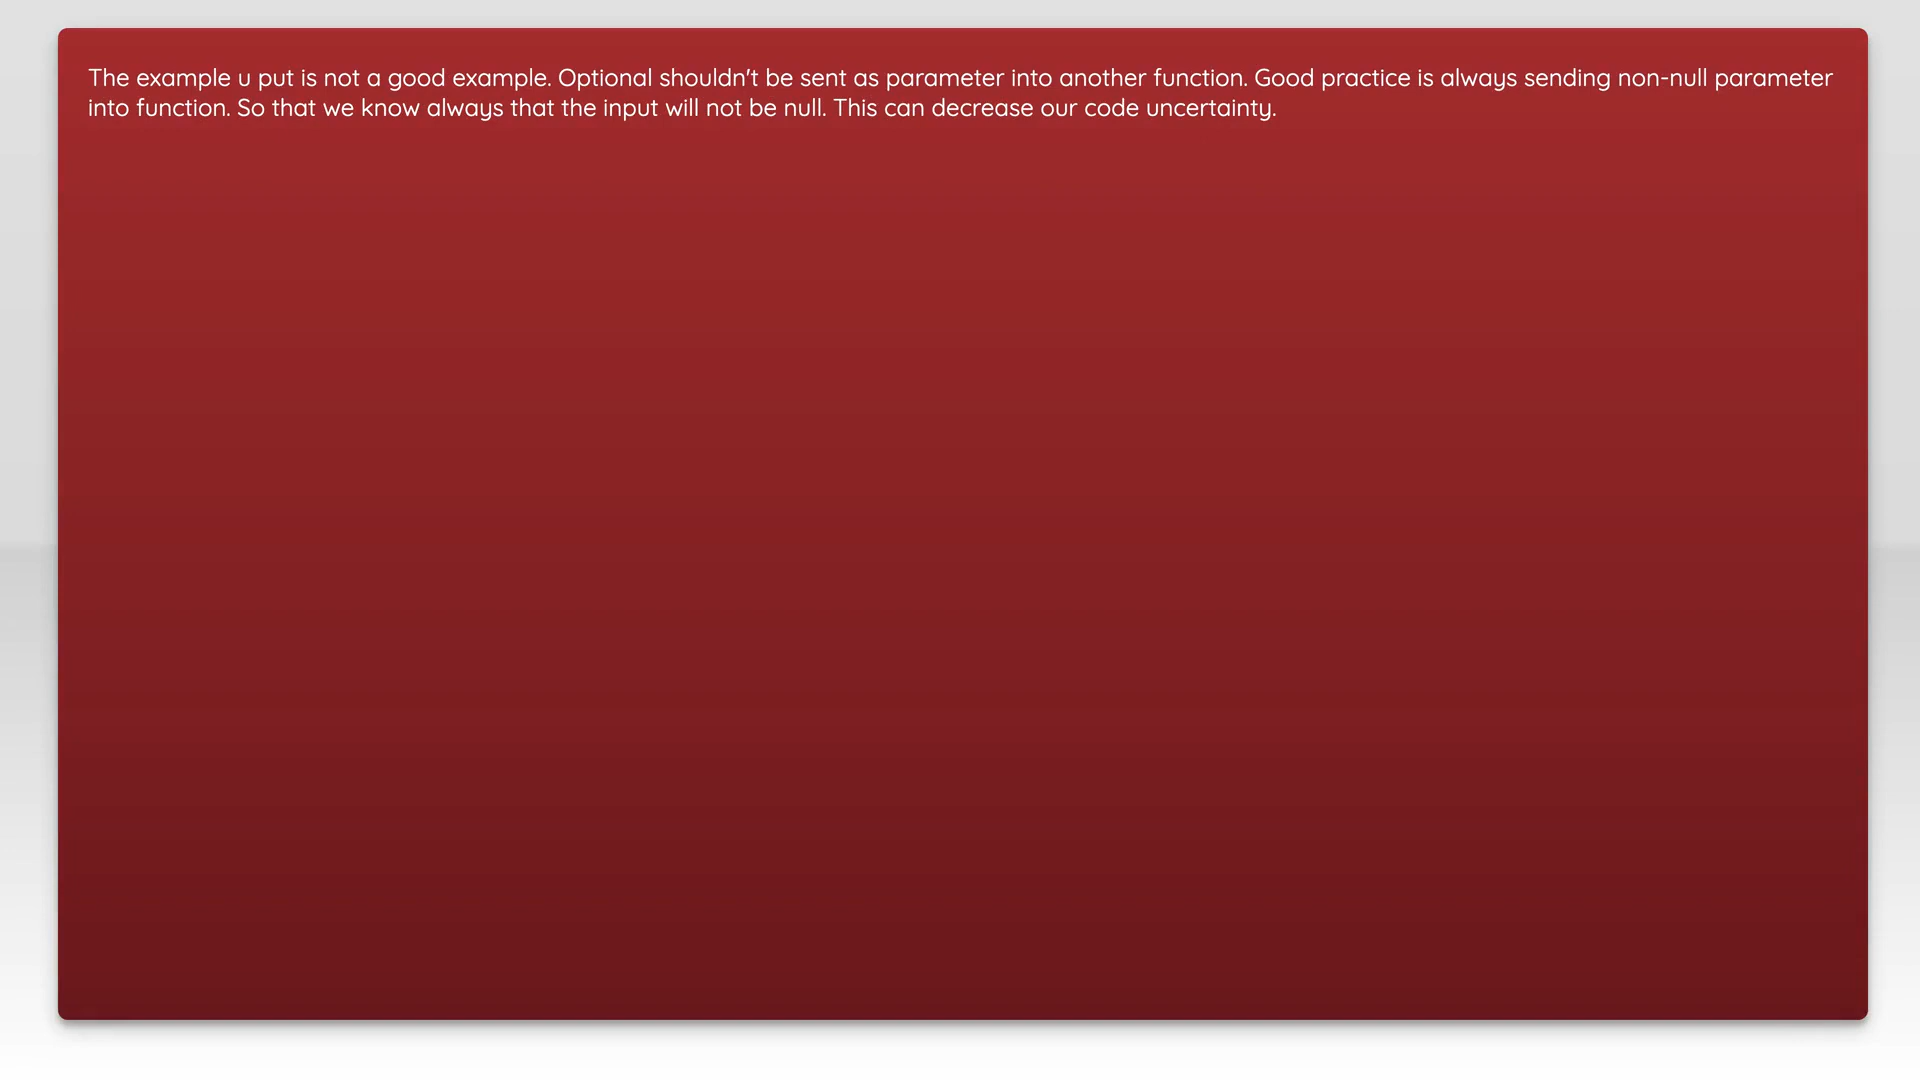 The example u put is not a good example. Optional shouldn't be sent as parameter into another function. Good practice is always sending non-null parameter
into function. So that we know always that the input will not be null. This can decrease our code uncertainty.